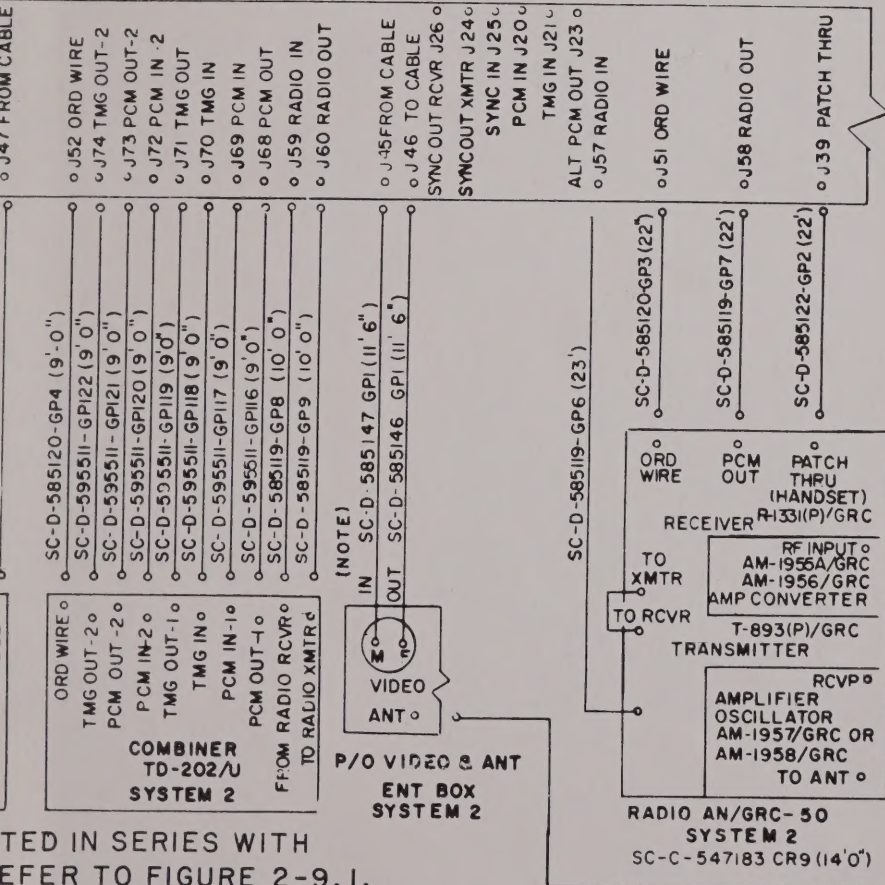 J47 FROM CABLE
J52 ORD WIRE
J74 TMG OUT-2
J73 PCM OUT-2
J72 PCM IN-2
J71 TMG OUT
J70 TMG IN
J69 PCM IN
J68 PCM OUT
J59 RADIO IN
J60 RADIO OUT
J45 FROM CABLE
J46 TO CABLE
SYNC OUT RCVR J26
SYNCOUT XMTR J24
SYNC IN J25
PCM IN J20
TMG IN J21
ALT PCM OUT J23
J57 RADIO IN
J51 ORD WIRE
J58 RADIO OUT
J39 PATCH THRU
SC-D-585120-GP4 (9'-0")
SC-D-595511-GP122 (9'0")
SC-D-595511-GP121 (9'0")
SC-D-595511-GP120 (9'0")
SC-D-595511-GP119 (9'0")
SC-D-595511-GP118 (9'0")
SC-D-595511-GP117 (9'0")
SC-D-595511-GP116 (9'0")
SC-D-585119-GP8 (10'0")
SC-D-585119-GP9 (10'0")
(NOTE)
IN SC-D-585147 GP1 (11'6")
OUT SC-D-585146 GP1 (11'6")
SC-D-585119-GP6 (23')
SC-D-585120-GP3 (22")
SC-D-585119-GP7 (22')
SC-D-585122-GP2 (22')
ORD WIRE
TMG OUT-2
PCM OUT-2
PCM IN-2
TMG OUT-1
TMG IN
PCM IN-1
PCM OUT-1
FROM RADIO RCVR
TO RADIO XMTR
COMBINER
TD-202/U
SYSTEM 2
M F
VIDEO
ANT
P/O VIDEO & ANT
ENT BOX
SYSTEM 2
ORD
WIRE
PCM
OUT
PATCH
THRU
(HANDSET)
RECEIVER R-1331(P)/GRC
TO
XMTR
RF INPUT
AM-1955A/GRC
AM-1956/GRC
AMP CONVERTER
TO RCVR
T-893(P)/GRC
TRANSMITTER
RCVP
AMPLIFIER
OSCILLATOR
AM-1957/GRC OR
AM-1958/GRC
TO ANT
RADIO AN/GRC-50
SYSTEM 2
SC-C-547183 CR9 (14'0")
TED IN SERIES WITH
EFER TO FIGURE 2-9.1.